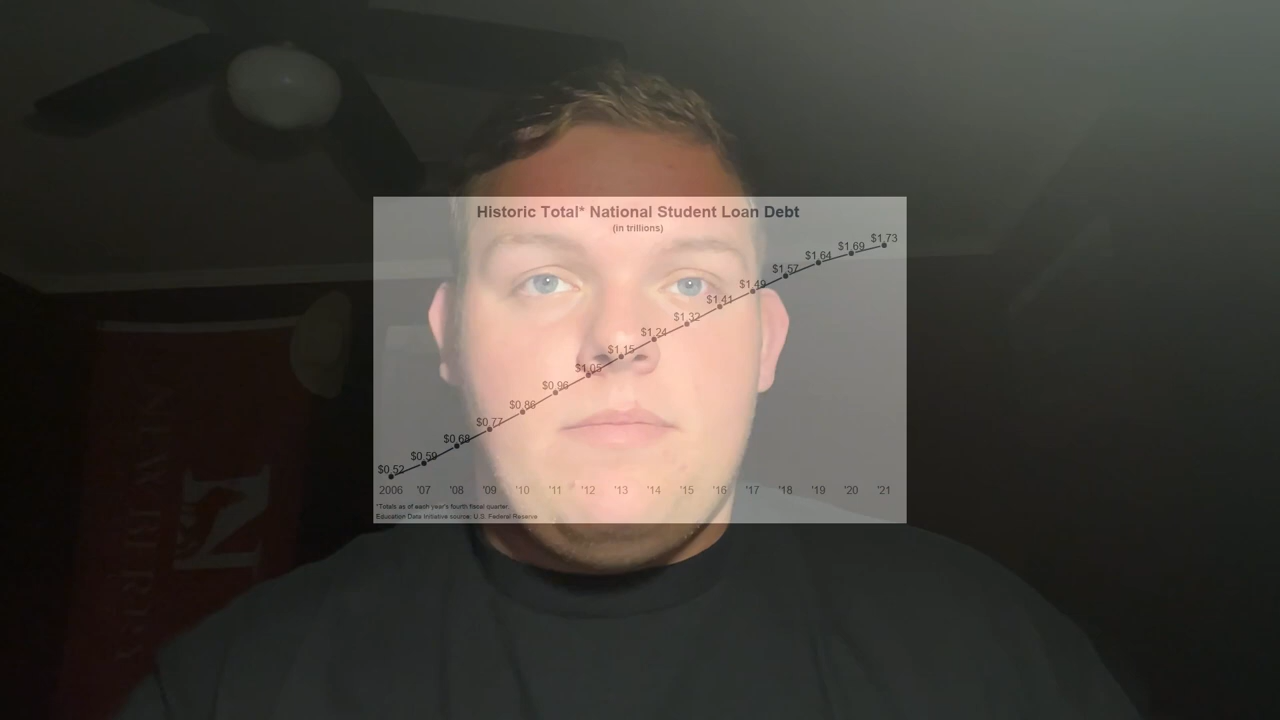 Historic Total* National Student Loan Debt
(in trillions)
$0.52 $0.59 $0.68 $0.77 $0.86 $0.96 $1.05 $1.15 $1.24 $1.32 $1.41 $1.49 $1.57 $1.64 $1.69 $1.73
2006 '07 '08 '09 '10 '11 '12 '13 '14 '15 '16 '17 '18 '19 '20 '21
*Totals as of each year's fourth fiscal quarter.
Education Data Initiative source: U.S. Federal Reserve
N
NEBRASKA